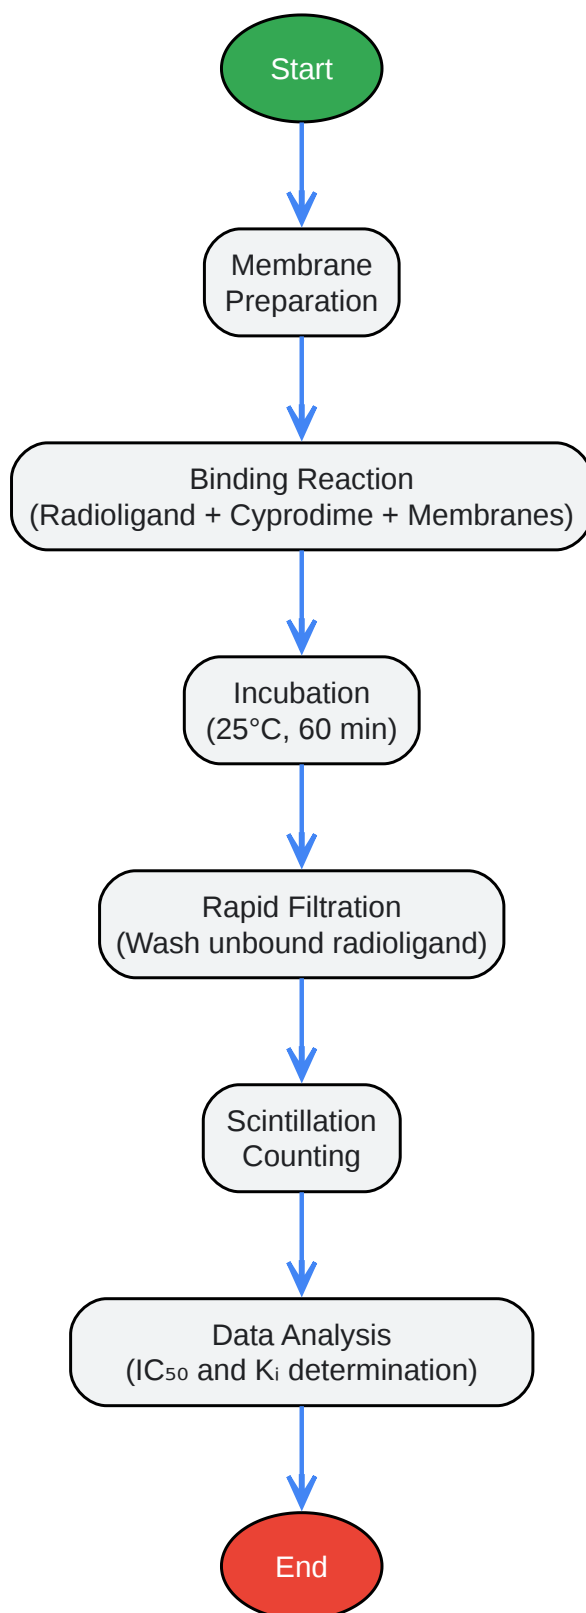 Start
Membrane
Preparation
Binding Reaction
(Radioligand + Cyprodime + Membranes)
Incubation
(25°C, 60 min)
Rapid Filtration
(Wash unbound radioligand)
Scintillation
Counting
Data Analysis
(IC₅₀ and Kᵢ determination)
End